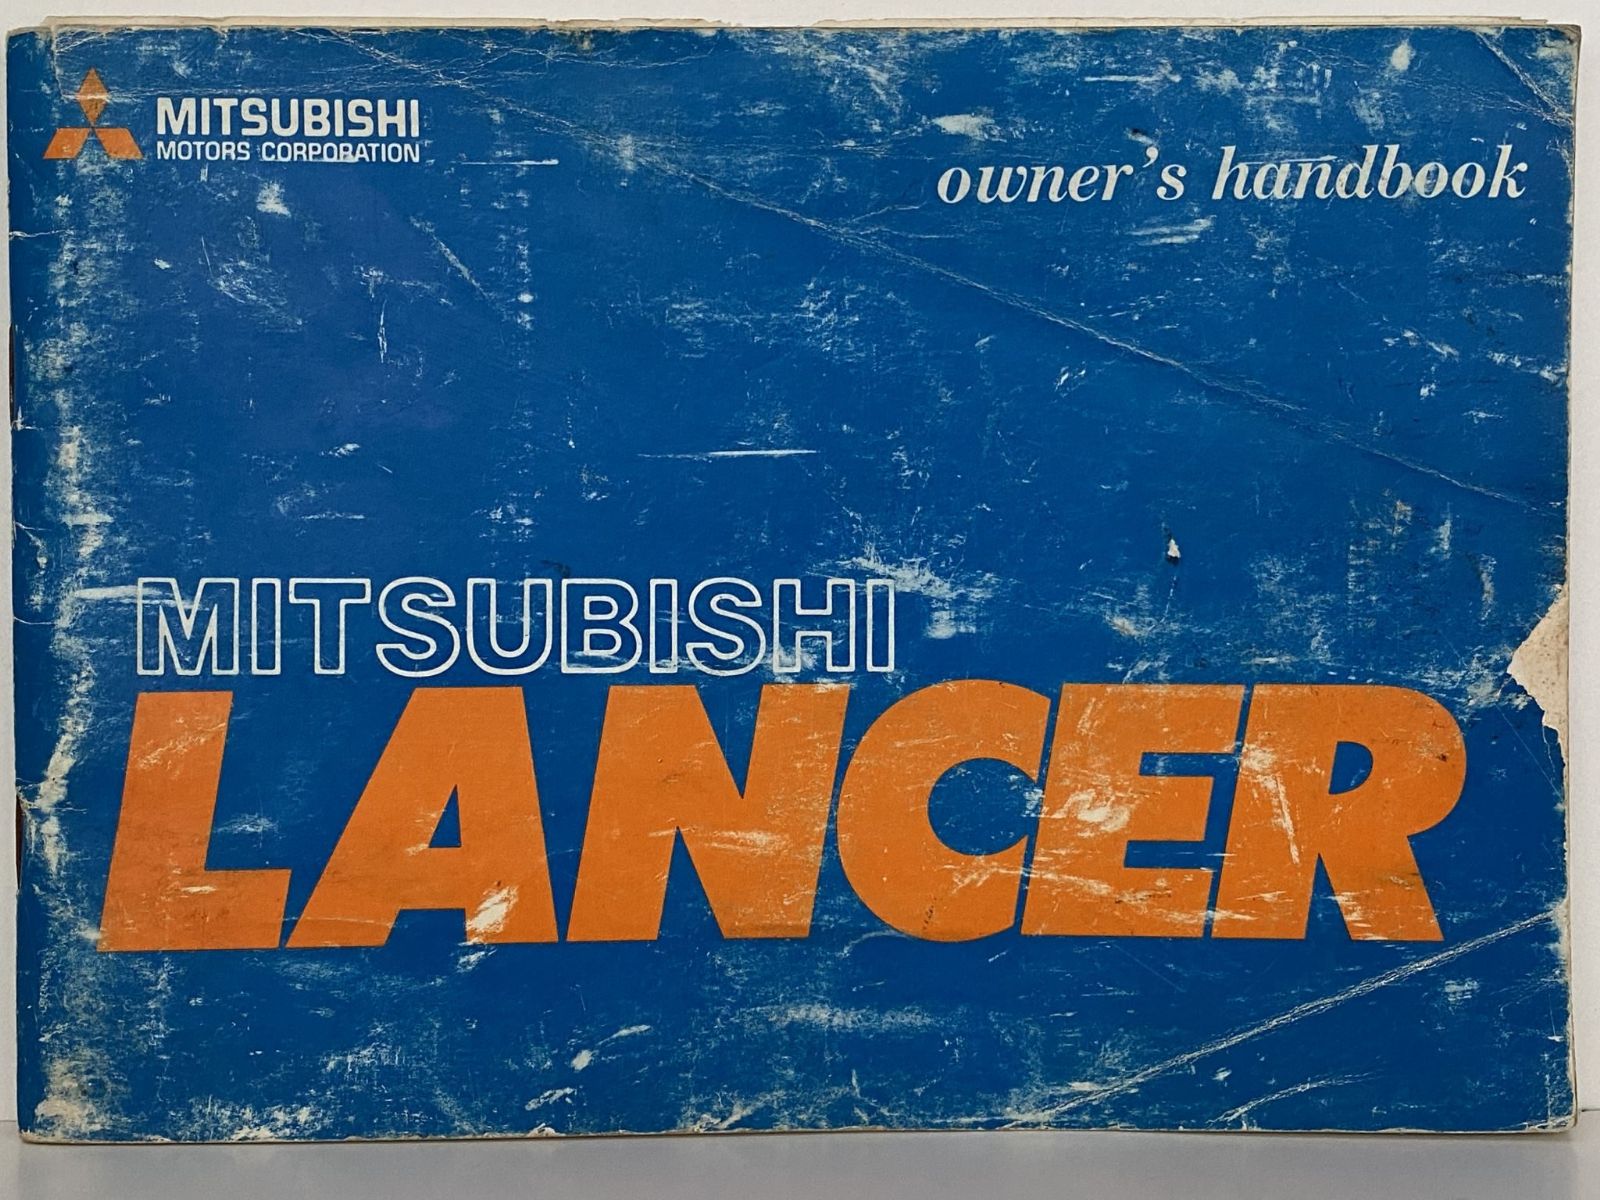 MITSUBISHI
MOTORS CORPORATION
owner's handbook
MITSUBISHI
LANCER